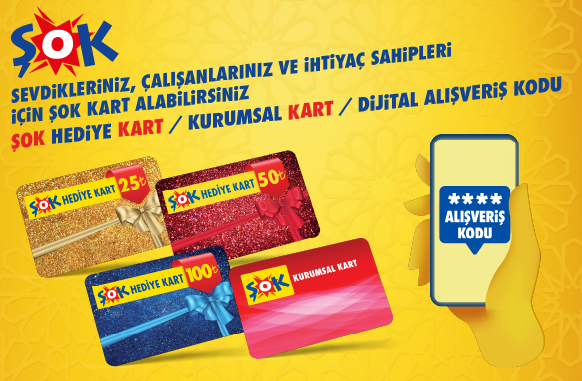 ŞOK
SEVDİKLERİNİZ, ÇALIŞANLARINIZ VE İHTİYAÇ SAHİPLERİ
İÇİN ŞOK KART ALABİLİRSİNİZ
ŞOK HEDİYE KART / KURUMSAL KART / DİJİTAL ALIŞVERİŞ KODU
ŞOK HEDİYE KART 25₺
ŞOK HEDİYE KART 50₺
ŞOK HEDİYE KART 100₺
ŞOK KURUMSAL KART
****
ALIŞVERİŞ
KODU